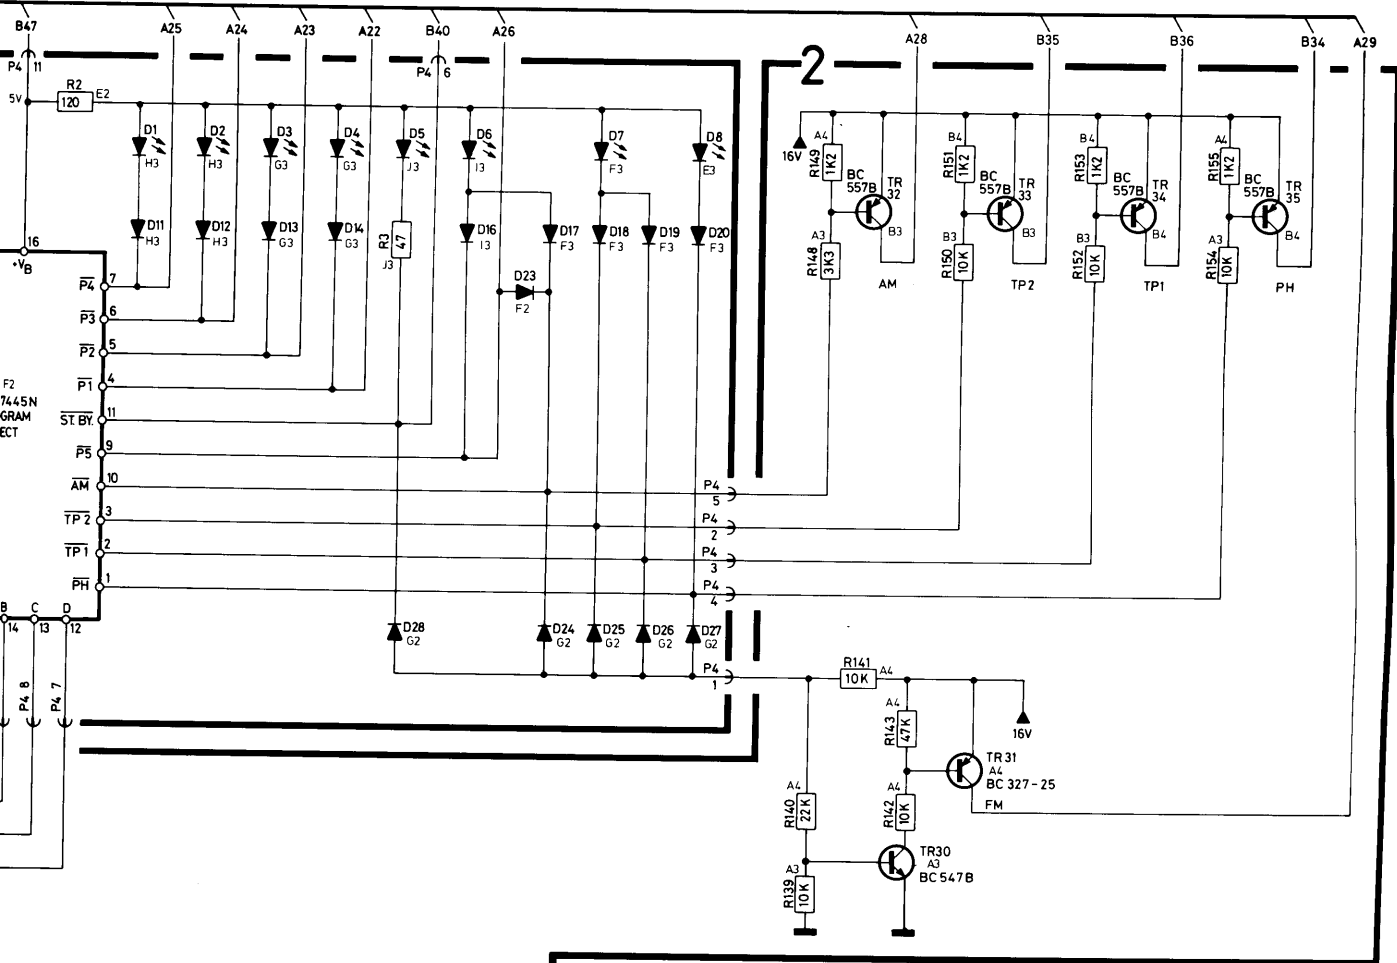 B47 A25 A24 A23 A22 B40 A26 A28 B35 B36 B34 A29
P4 11 P4 6 2
5V R2 120 E2
D1 H3 D2 H3 D3 G3 D4 G3 D5 J3 D6 I3 D7 F3 D8 E3
16V A4 R149 1K2 BC 557B TR 32 B3
B4 R151 1K2 BC 557B TR 33 B3
B4 R153 1K2 BC 557B TR 34 B4
A4 R155 1K2 BC 557B TR 35 B4
D11 H3 D12 H3 D13 G3 D14 G3 R3 47 J3 D16 I3 D17 F3 D18 F3 D19 F3 D20 F3
A3 R148 3K3 AM
B3 R150 10K TP2
B3 R152 10K TP1
A3 R154 10K PH
D23 F2
16
+VB
P4 7
P3 6
P2 5
P1 4
ST.BY. 11
P5 9
AM 10
TP2 3
TP1 2
PH 1
F2
7445N
GRAM
ECT
P4 5
P4 2
P4 3
P4 4
B C D
14 13 12
D28 G2 D24 G2 D25 G2 D26 G2 D27 G2
P4 1
P4 8 P4 7
R141 10K A4
A4 R143 47K
16V
TR31
A4
BC 327-25
FM
A4 R140 22K
A4 R142 10K
TR30
A3
BC547B
A3 R139 10K